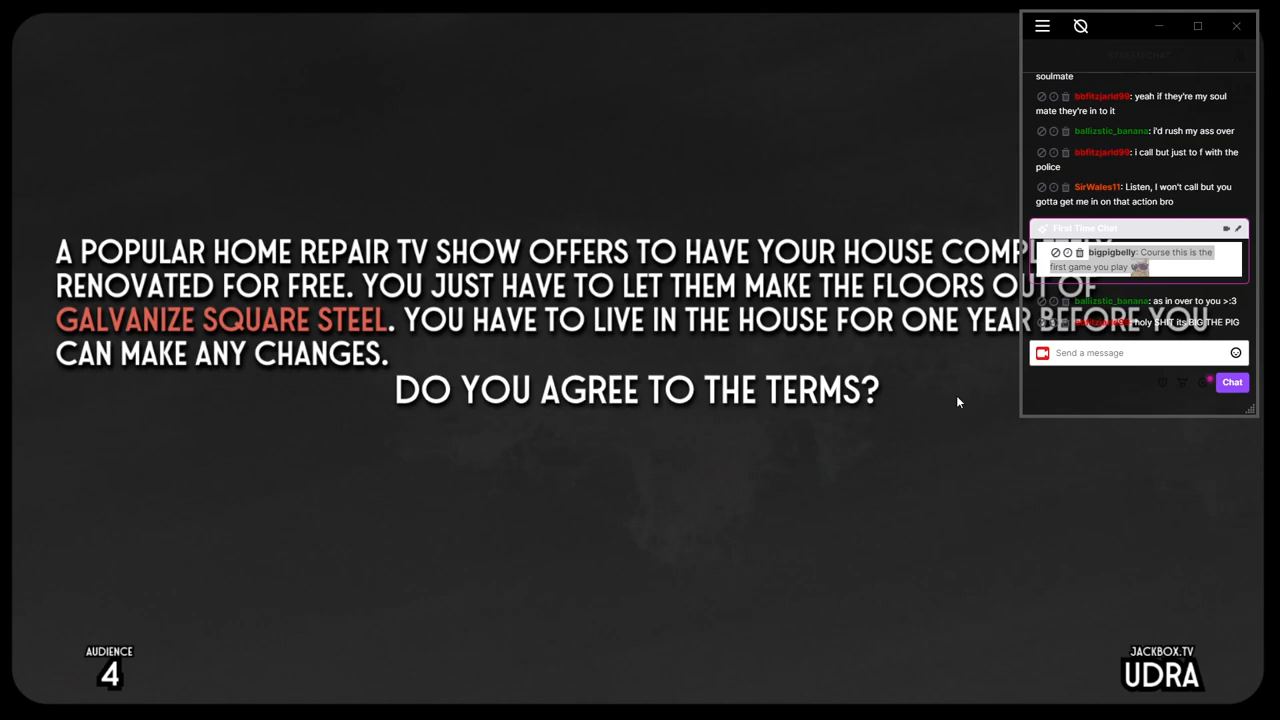 A POPULAR HOME REPAIR TV SHOW OFFERS TO HAVE YOUR HOUSE
RENOVATED FOR FREE. YOU JUST HAVE TO LET THEM MAKE THE FLOORS OUT OF
GALVANIZE SQUARE STEEL. YOU HAVE TO LIVE IN THE HOUSE FOR ONE YEAR BEFORE YOU
CAN MAKE ANY CHANGES.
DO YOU AGREE TO THE TERMS?
AUDIENCE
4
JACKBOX.TV
UDRA
soulmate
bbfitzjarld99: yeah if they're my soul
mate they're in to it
ballizstic_banana: i'd rush my ass over
bbfitzjarld99: i call but just to f with the
police
SirWales11: Listen, I won't call but you
gotta get me in on that action bro
First Time Chat
bigpigbelly: Course this is the
first game you play
ballizstic_banana: as in over to you >:3
holy SHIT its BIG THE PIG
Send a message
Chat